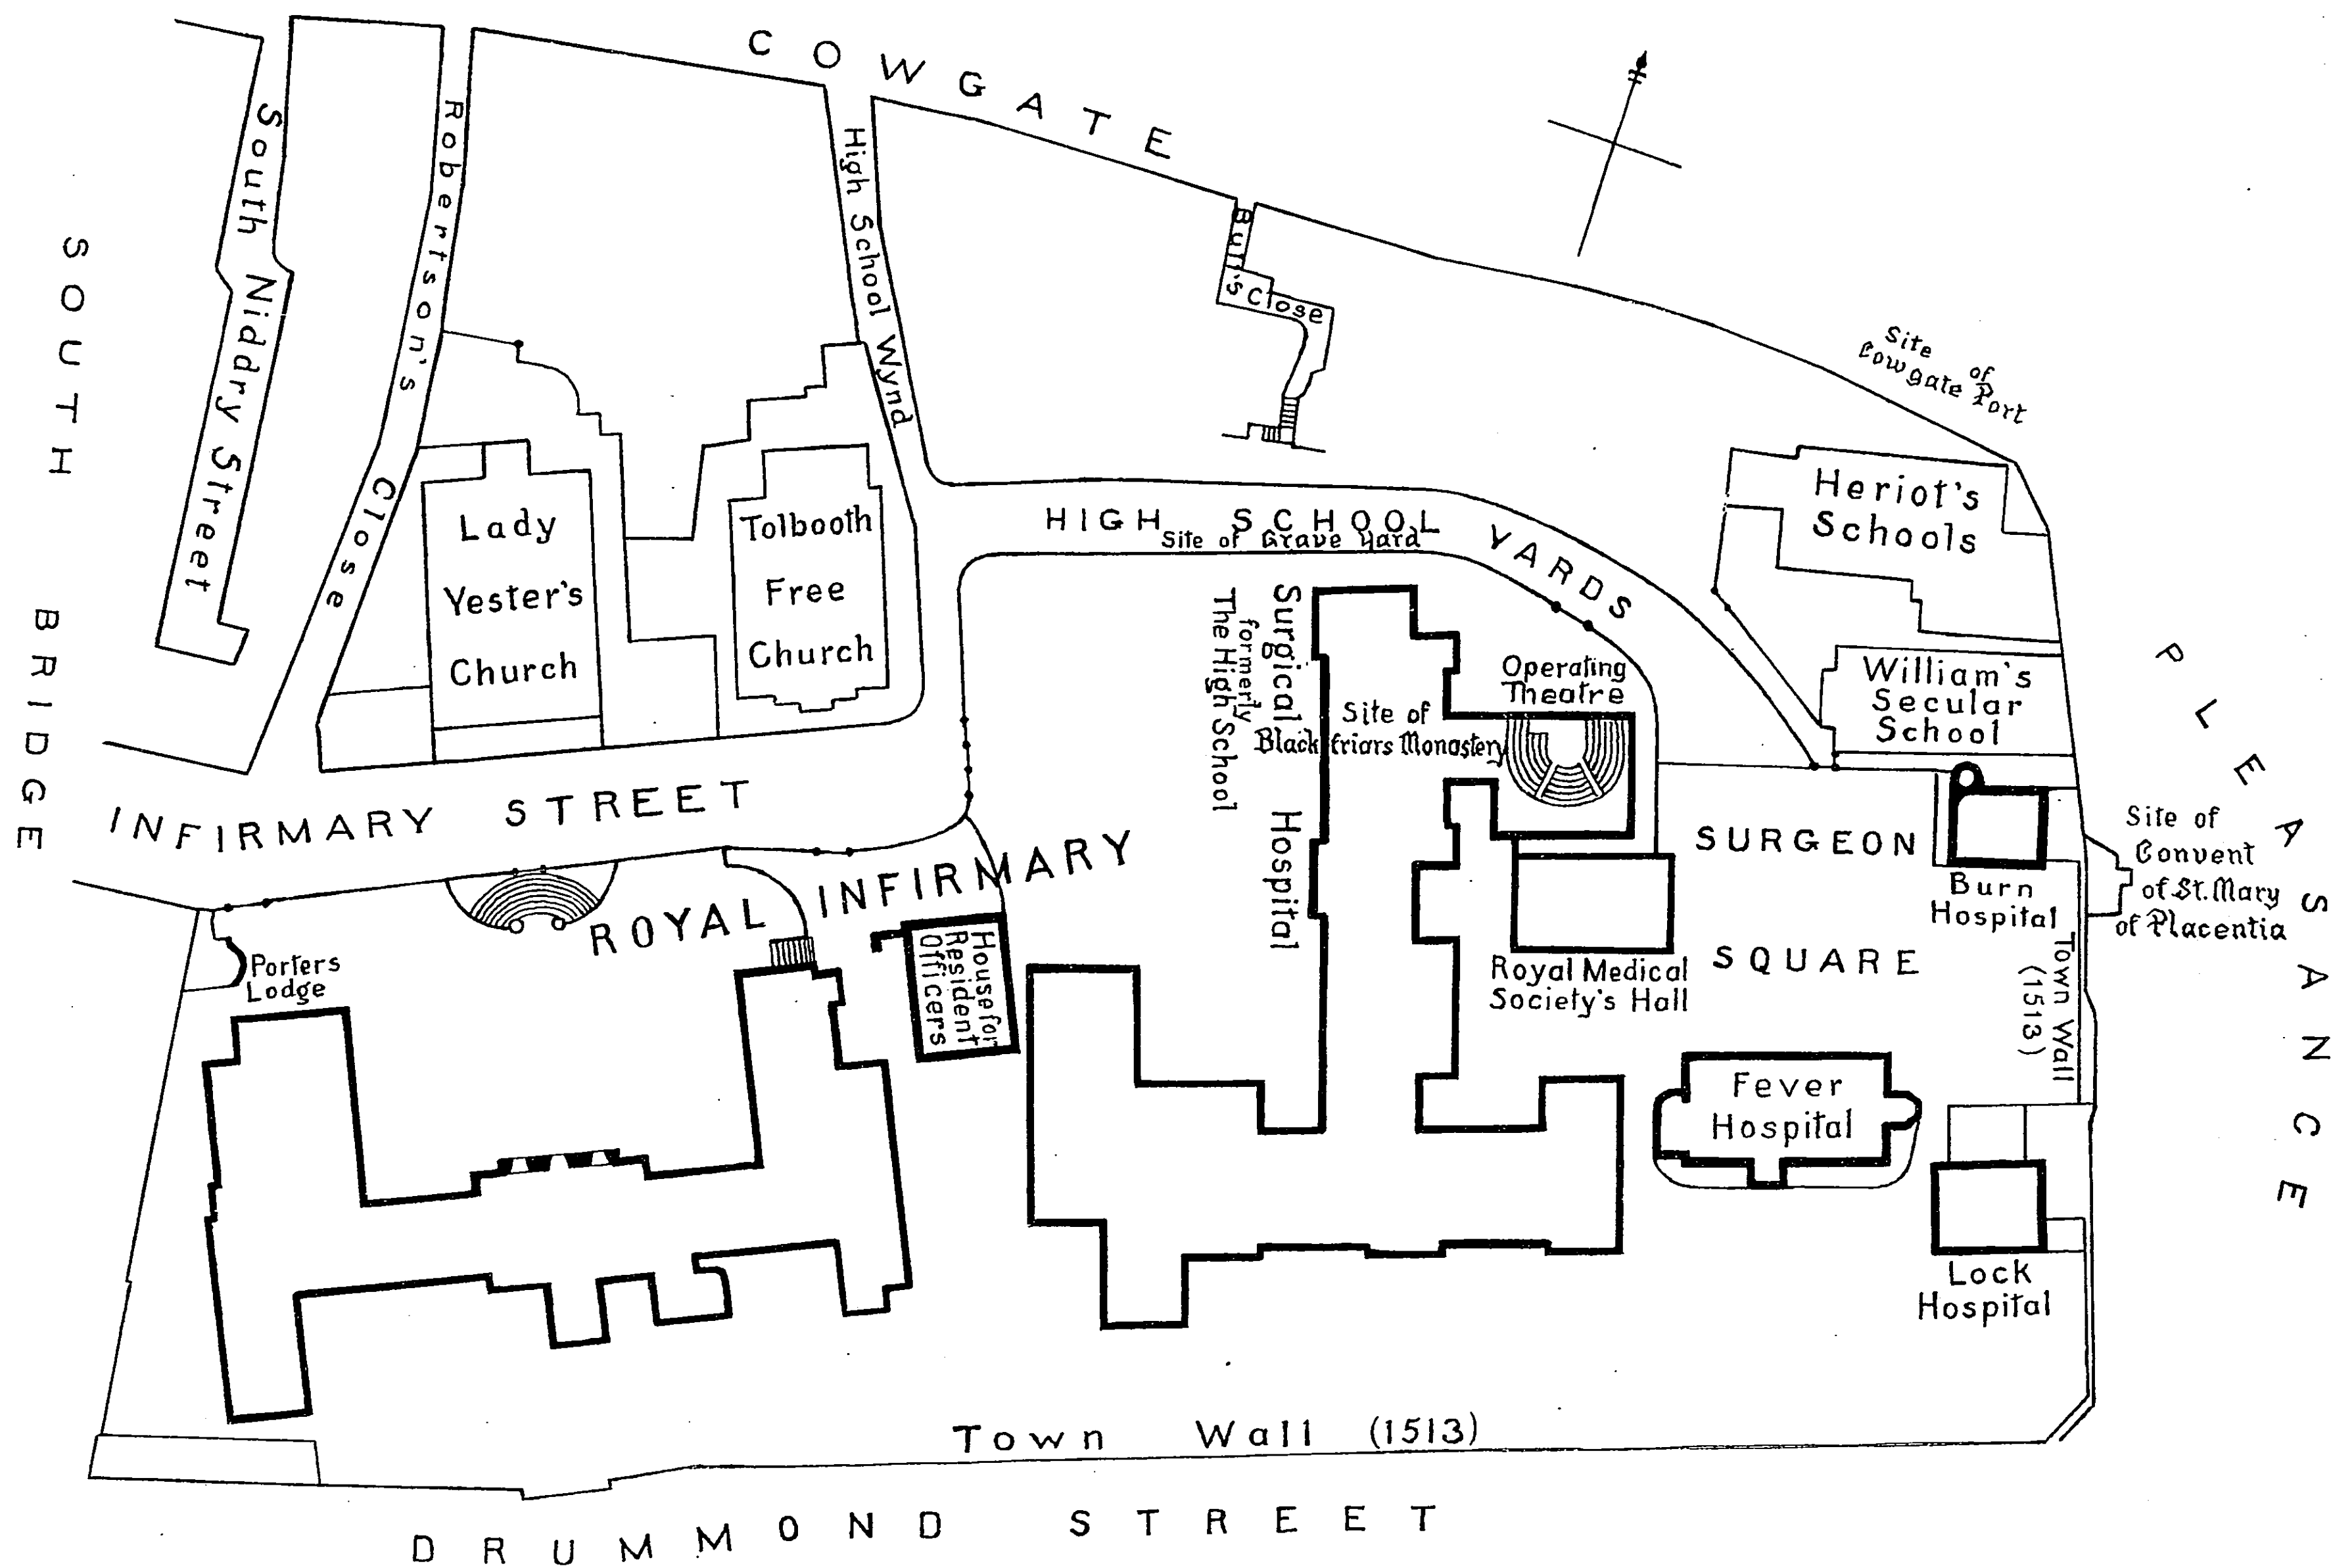 COWGATE
South Niddry Street
Robertson's Close
High School Wynd
Bull's Close
SOUTH BRIDGE
Site of
Cowgate Port
Heriot's
Schools
Lady
Yester's
Church
Tolbooth
Free
Church
HIGH SCHOOL YARDS
Site of Grave Yard
Surgical Hospital
formerly
The High School
Operating
Theatre
Site of
Blackfriars Monastery
William's
Secular
School
PLEASANCE
INFIRMARY STREET
ROYAL INFIRMARY
SURGEON
SQUARE
Burn
Hospital
Site of
Convent
of St. Mary
of Placentia
Porters
Lodge
House for
Resident
Officers
Royal Medical
Society's Hall
Town Wall
(1513)
Fever
Hospital
Lock
Hospital
Town Wall (1513)
DRUMMOND STREET